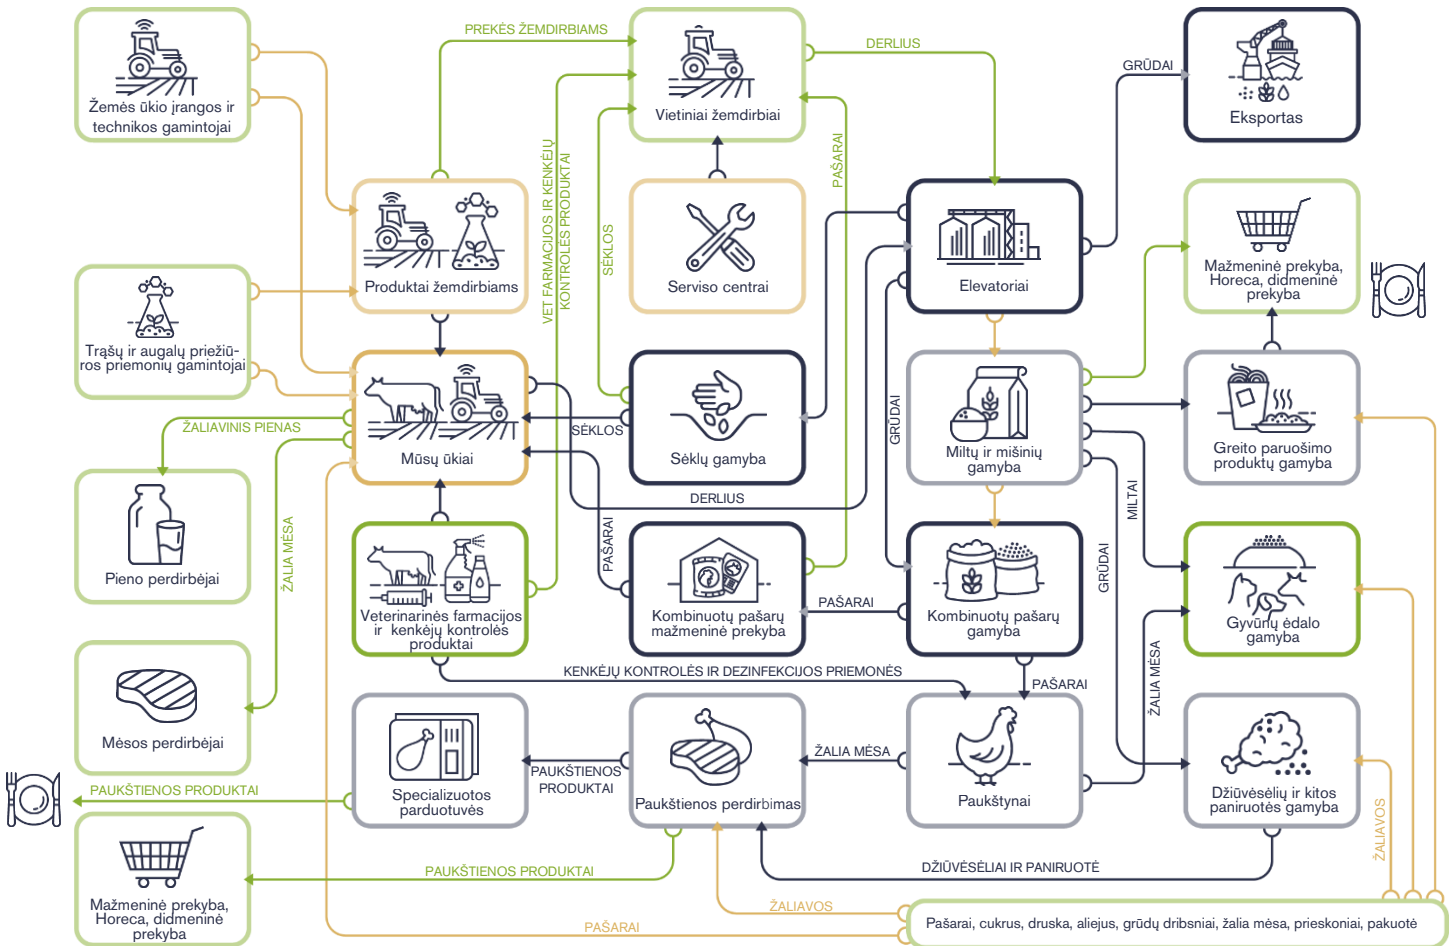 PREKĖS ŽEMDIRBIAMS
DERLIUS
GRŪDAI
Žemės ūkio įrangos ir
technikos gamintojai
Vietiniai žemdirbiai
Eksportas
VET FARMACIJOS IR KENKĖJŲ
KONTROLĖS PRODUKTAI
SĖKLOS
PAŠARAI
Produktai žemdirbiams
Serviso centrai
Elevatoriai
Mažmeninė prekyba,
Horeca, didmeninė
prekyba
Trąšų ir augalų priežiū-
ros priemonių gamintojai
ŽALIAVINIS PIENAS
Mūsų ūkiai
SĖKLOS
Sėklų gamyba
GRŪDAI
Miltų ir mišinių
gamyba
Greito paruošimo
produktų gamyba
DERLIUS
MILTAI
Pieno perdirbėjai
ŽALIA MĖSA
PAŠARAI
GRŪDAI
Veterinarinės farmacijos
ir kenkėjų kontrolės
produktai
Kombinuotų pašarų
mažmeninė prekyba
PAŠARAI
Kombinuotų pašarų
gamyba
Gyvūnų ėdalo
gamyba
KENKĖJŲ KONTROLĖS IR DEZINFEKCIJOS PRIEMONĖS
PAŠARAI
ŽALIA MĖSA
Mėsos perdirbėjai
PAUKŠTIENOS PRODUKTAI
Specializuotos
parduotuvės
PAUKŠTIENOS
PRODUKTAI
Paukštienos perdirbimas
ŽALIA MĖSA
Paukštynai
Džiūvėsėlių ir kitos
paniruotės gamyba
ŽALIAVOS
PAUKŠTIENOS PRODUKTAI
DŽIŪVĖSĖLIAI IR PANIRUOTĖ
Mažmeninė prekyba,
Horeca, didmeninė
prekyba
PAŠARAI
ŽALIAVOS
Pašarai, cukrus, druska, aliejus, grūdų dribsniai, žalia mėsa, prieskoniai, pakuotė